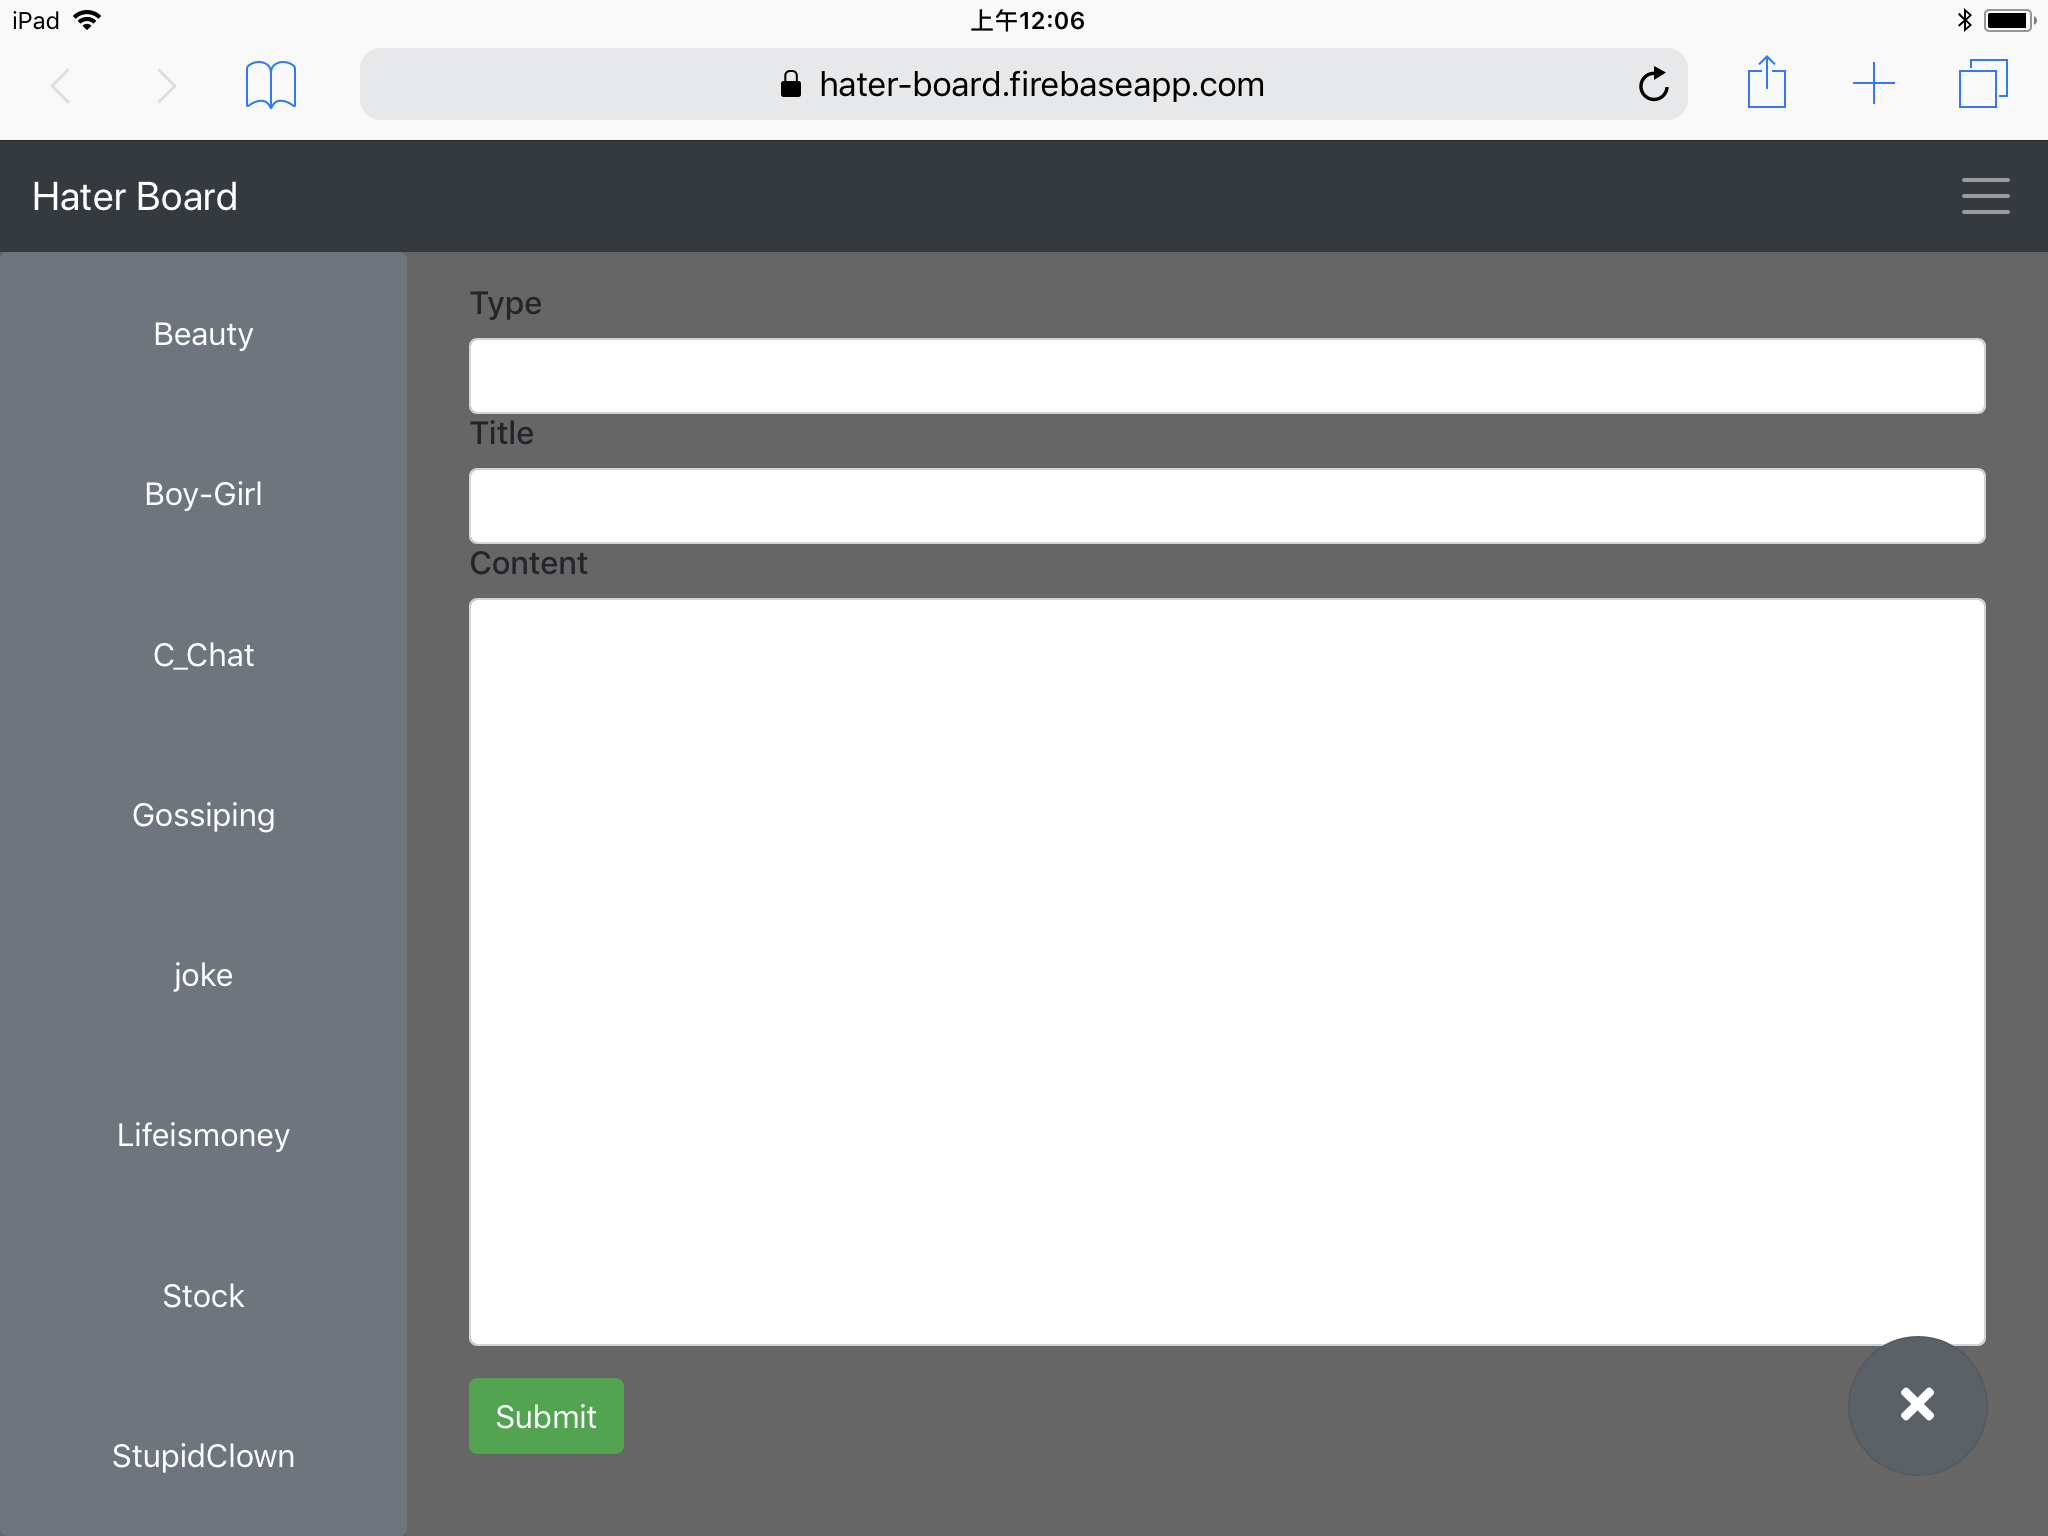 iPad
上午12:06
hater-board.firebaseapp.com
Hater Board
Beauty
Boy-Girl
C_Chat
Gossiping
joke
Lifeismoney
Stock
StupidClown
Type
Title
Content
Submit